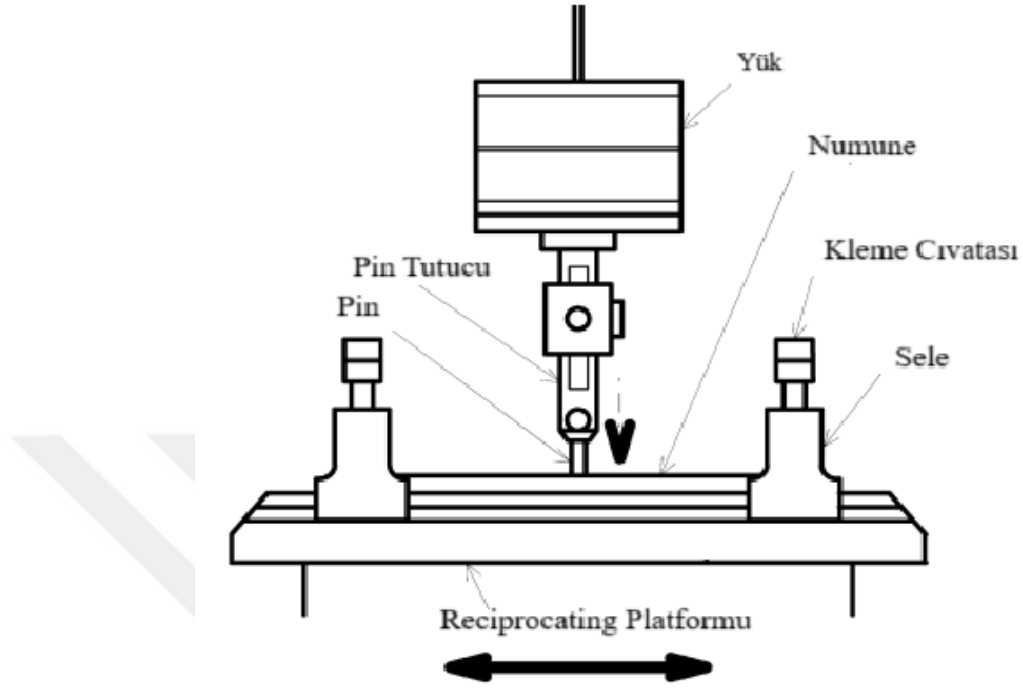 Yük
Numune
Kleme Cıvatası
Pin Tutucu
Pin
Sele
Reciprocating Platformu